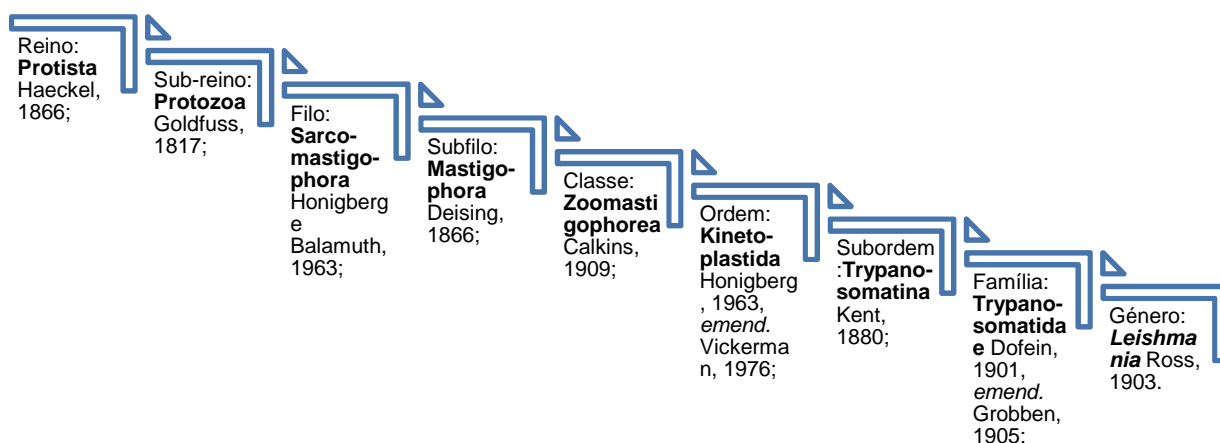 Reino:
Protista
Haeckel,
1866;
Sub-reino:
Protozoa
Goldfuss,
1817;
Filo:
Sarco-
mastigo-
phora
Honigberg
e
Balamuth,
1963;
Subfilo:
Mastigo-
phora
Deising,
1866;
Classe:
Zoomasti
gophorea
Calkins,
1909;
Ordem:
Kineto-
plastida
Honigberg
, 1963,
emend.
Vickerma
n, 1976;
Subordem
:Trypano-
somatina
Kent,
1880;
Família:
Trypano-
somatida
e Dofein,
1901,
emend.
Grobben,
1905;
Género:
Leishma
nia Ross,
1903.